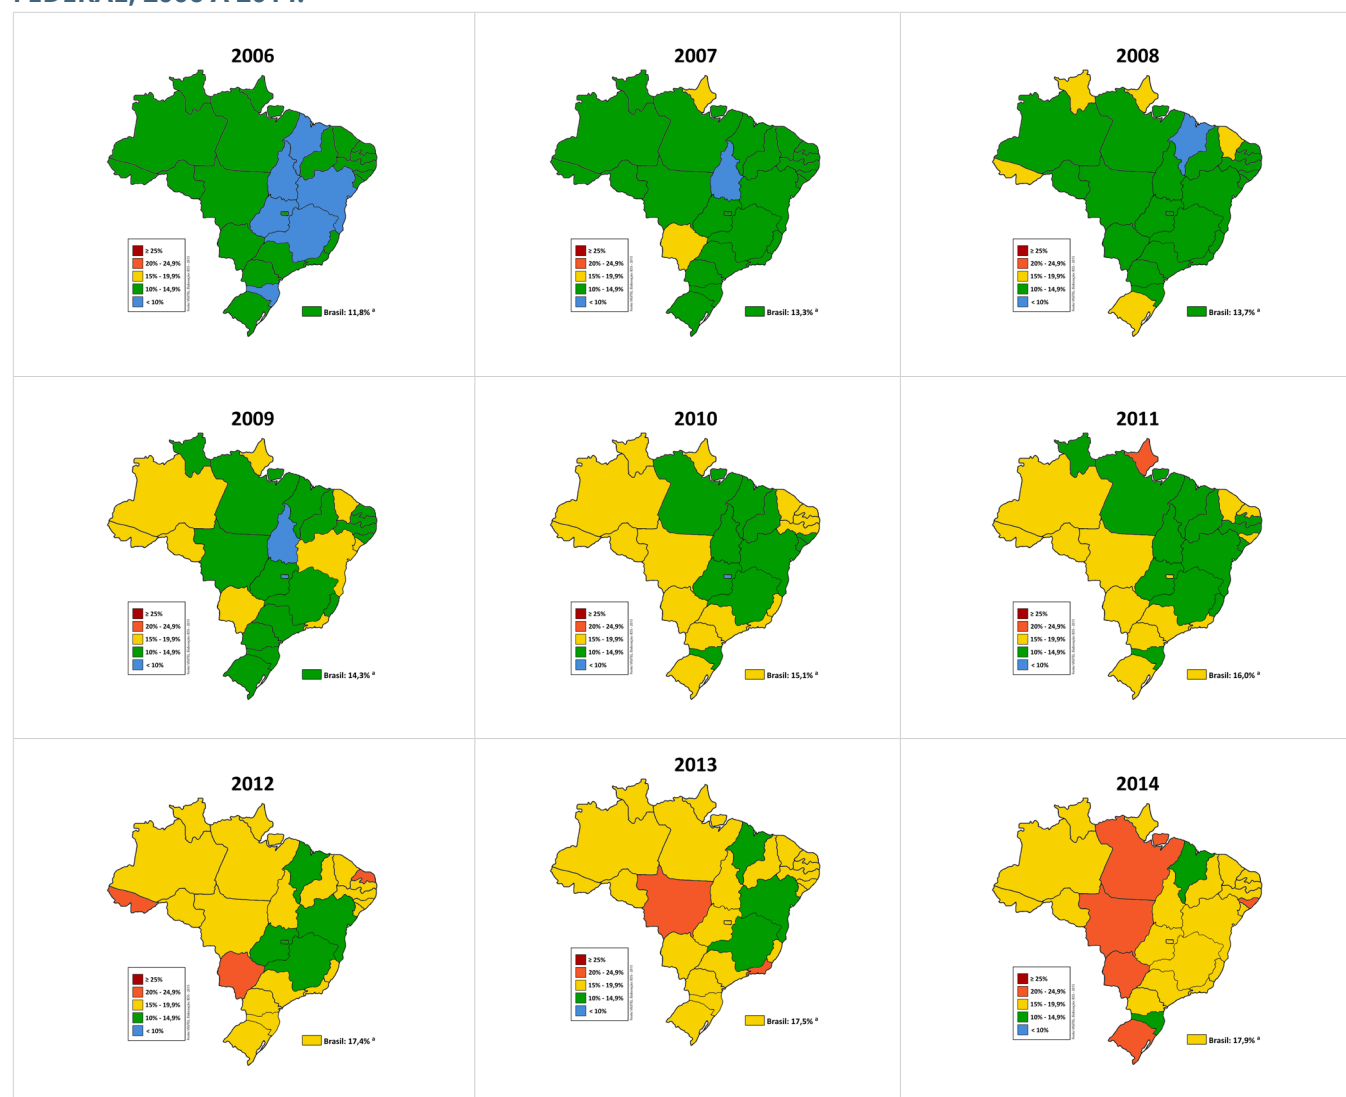 FEDERAL, 2006 A 2014.
2006
≥ 25%
20% - 24,9%
15% - 19,9%
10% - 14,9%
< 10%
Brasil: 11,8% ª
2007
≥ 25%
20% - 24,9%
15% - 19,9%
10% - 14,9%
< 10%
Brasil: 13,3% ª
2008
≥ 25%
20% - 24,9%
15% - 19,9%
10% - 14,9%
< 10%
Brasil: 13,7% ª
2009
≥ 25%
20% - 24,9%
15% - 19,9%
10% - 14,9%
< 10%
Brasil: 14,3% ª
2010
≥ 25%
20% - 24,9%
15% - 19,9%
10% - 14,9%
< 10%
Brasil: 15,1% ª
2011
≥ 25%
20% - 24,9%
15% - 19,9%
10% - 14,9%
< 10%
Brasil: 16,0% ª
2012
≥ 25%
20% - 24,9%
15% - 19,9%
10% - 14,9%
< 10%
Brasil: 17,4% ª
2013
≥ 25%
20% - 24,9%
15% - 19,9%
10% - 14,9%
< 10%
Brasil: 17,5% ª
2014
≥ 25%
20% - 24,9%
15% - 19,9%
10% - 14,9%
< 10%
Brasil: 17,9% ª